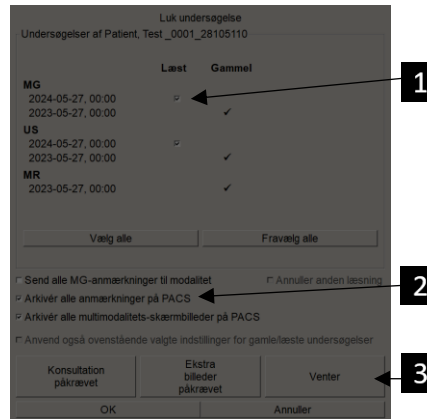 Luk undersøgelse
Undersøgelser af Patient, Test _0001_28105110
Læst Gammel
MG
2024-05-27, 00:00
2023-05-27, 00:00 ✓
US
2024-05-27, 00:00
2023-05-27, 00:00 ✓
MR
2023-05-27, 00:00 ✓
Vælg alle Fravælg alle
Send alle MG-anmærkninger til modalitet Annuller anden læsning
Arkivér alle anmærkninger på PACS
Arkivér alle multimodalitets-skærmbilleder på PACS
Anvend også ovenstående valgte indstillinger for gamle/læste undersøgelser
Konsultation
påkrævet
Ekstra
billeder
påkrævet
Venter
OK Annuller
1
2
3